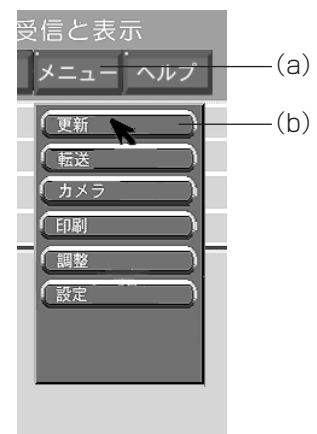 受信と表示
メニュー ヘルプ (a)
更新 (b)
転送
カメラ
印刷
調整
設定